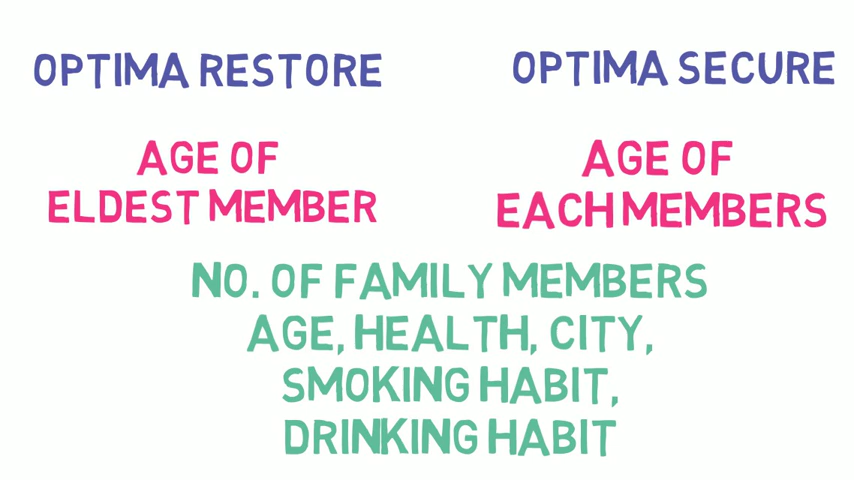 OPTIMA RESTORE
OPTIMA SECURE
AGE OF
ELDEST MEMBER
AGE OF
EACH MEMBERS
NO. OF FAMILY MEMBERS
AGE, HEALTH, CITY,
SMOKING HABIT,
DRINKING HABIT